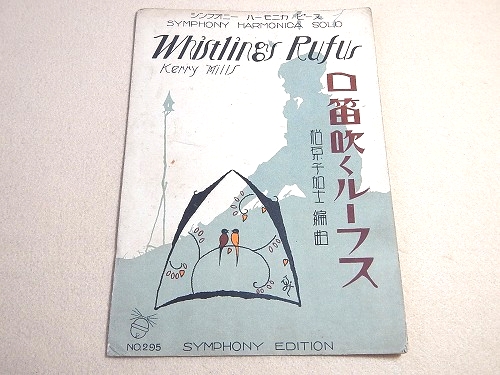 シンフォニー ハーモニカ ピース
SYMPHONY HARMONICA SOLO
Whistling Rufus
Kerry Mills
口笛吹くルーフス
編曲
NO.295
SYMPHONY EDITION